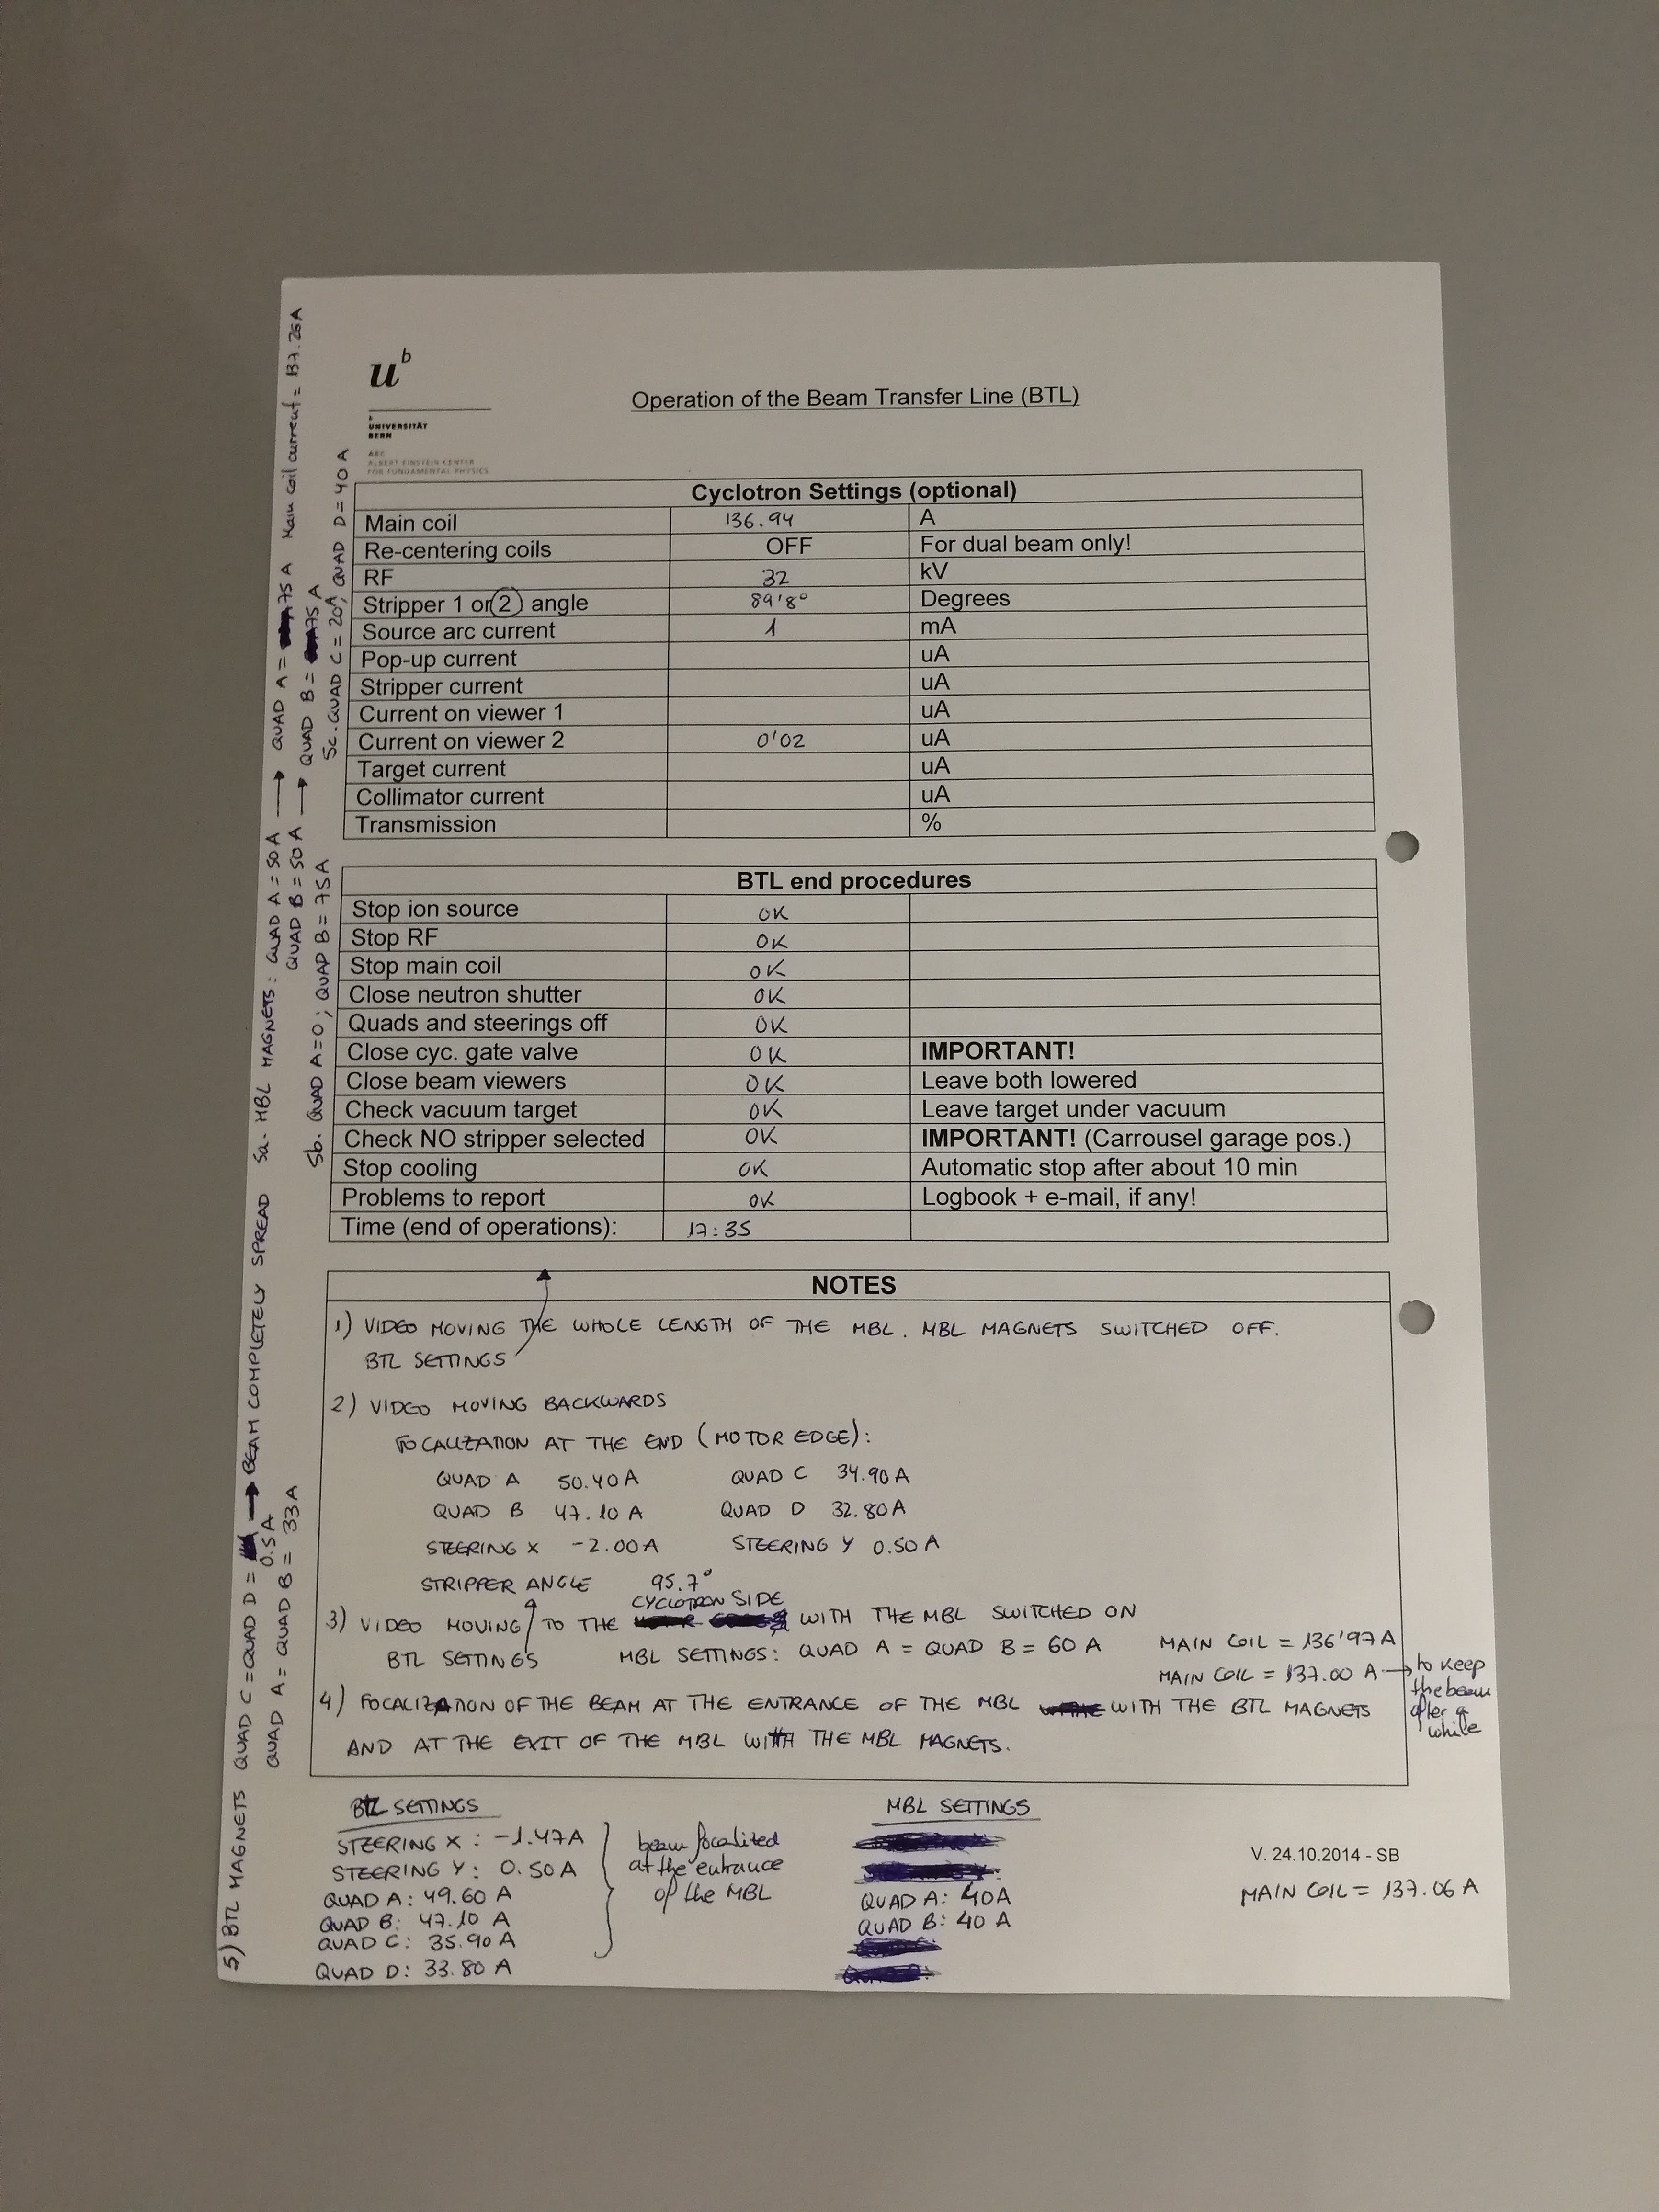 u^b
UNIVERSITÄT
BERN
AEC
ALBERT EINSTEIN CENTER
FOR FUNDAMENTAL PHYSICS
Operation of the Beam Transfer Line (BTL)
Cyclotron Settings (optional)
Main coil 136.94 A
Re-centering coils OFF For dual beam only!
RF 32 kV
Stripper 1 or 2 angle 89'8° Degrees
Source arc current 1 mA
Pop-up current uA
Stripper current uA
Current on viewer 1 uA
Current on viewer 2 0'02 uA
Target current uA
Collimator current uA
Transmission %
BTL end procedures
Stop ion source OK
Stop RF OK
Stop main coil OK
Close neutron shutter OK
Quads and steerings off OK
Close cyc. gate valve OK IMPORTANT!
Close beam viewers OK Leave both lowered
Check vacuum target OK Leave target under vacuum
Check NO stripper selected OK IMPORTANT! (Carrousel garage pos.)
Stop cooling OK Automatic stop after about 10 min
Problems to report OK Logbook + e-mail, if any!
Time (end of operations): 17:35
NOTES
1) VIDEO MOVING THE WHOLE LENGTH OF THE MBL. MBL MAGNETS SWITCHED OFF.
BTL SETTINGS
2) VIDEO MOVING BACKWARDS
FOCALIZATION AT THE END (MOTOR EDGE):
QUAD A 50.40 A QUAD C 34.90 A
QUAD B 47.10 A QUAD D 32.80 A
STEERING X -2.00 A STEERING Y 0.50 A
STRIPPER ANGLE 95.7°
CYCLOTRON SIDE
3) VIDEO MOVING TO THE WITH THE MBL SWITCHED ON
BTL SETTINGS MBL SETTINGS: QUAD A = QUAD B = 60 A MAIN COIL = 136'97 A
MAIN COIL = 137.00 A → to keep
the beam
after a
while
4) FOCALIZATION OF THE BEAM AT THE ENTRANCE OF THE MBL WITH THE BTL MAGNETS
AND AT THE EXIT OF THE MBL WITH THE MBL MAGNETS.
BTL SETTINGS
STEERING X: -1.47 A
STEERING Y: 0.50 A
QUAD A: 49.60 A
QUAD B: 47.10 A
QUAD C: 35.90 A
QUAD D: 33.80 A
beam focalized
at the entrance
of the MBL
MBL SETTINGS
QUAD A: 40 A
QUAD B: 40 A
V. 24.10.2014 - SB
MAIN COIL = 137.06 A
5) BTL MAGNETS QUAD C = QUAD D = 0.5 A → BEAM COMPLETELY SPREAD
QUAD A = QUAD B = 33 A
5a. MBL MAGNETS: QUAD A = 50 A → QUAD A = 75 A Main coil current = 137.26 A
QUAD B = 50 A → QUAD B = 75 A
5b. QUAD A = 0; QUAD B = 75 A
5c. QUAD C = 20 A; QUAD D = 40 A